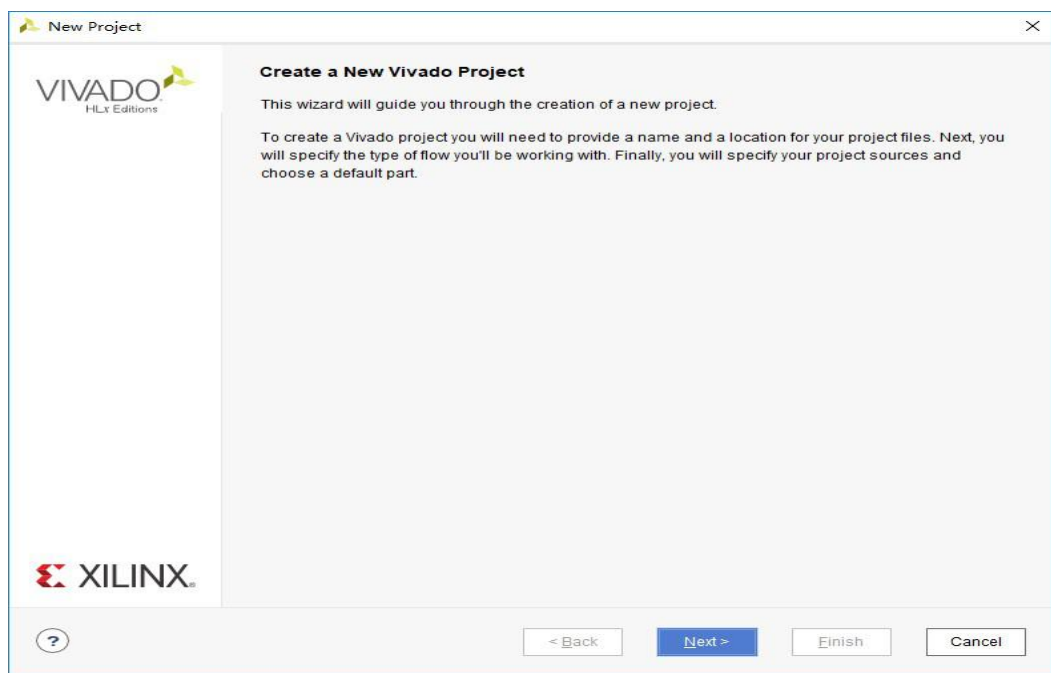 New Project
VIVADO.
HLx Editions
Create a New Vivado Project
This wizard will guide you through the creation of a new project.
To create a Vivado project you will need to provide a name and a location for your project files. Next, you
will specify the type of flow you'll be working with. Finally, you will specify your project sources and
choose a default part.
XILINX®
?
< Back
Next >
Finish
Cancel